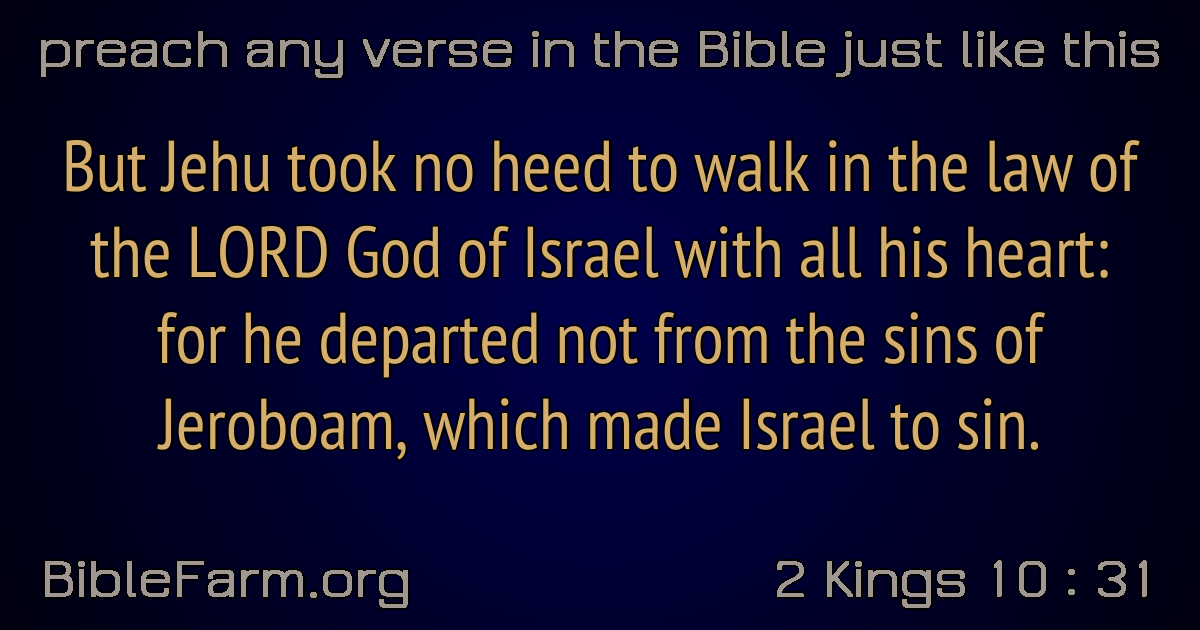 preach any verse in the Bible just like this
But Jehu took no heed to walk in the law of
the LORD God of Israel with all his heart:
for he departed not from the sins of
Jeroboam, which made Israel to sin.
BibleFarm.org
2 Kings 10 : 31